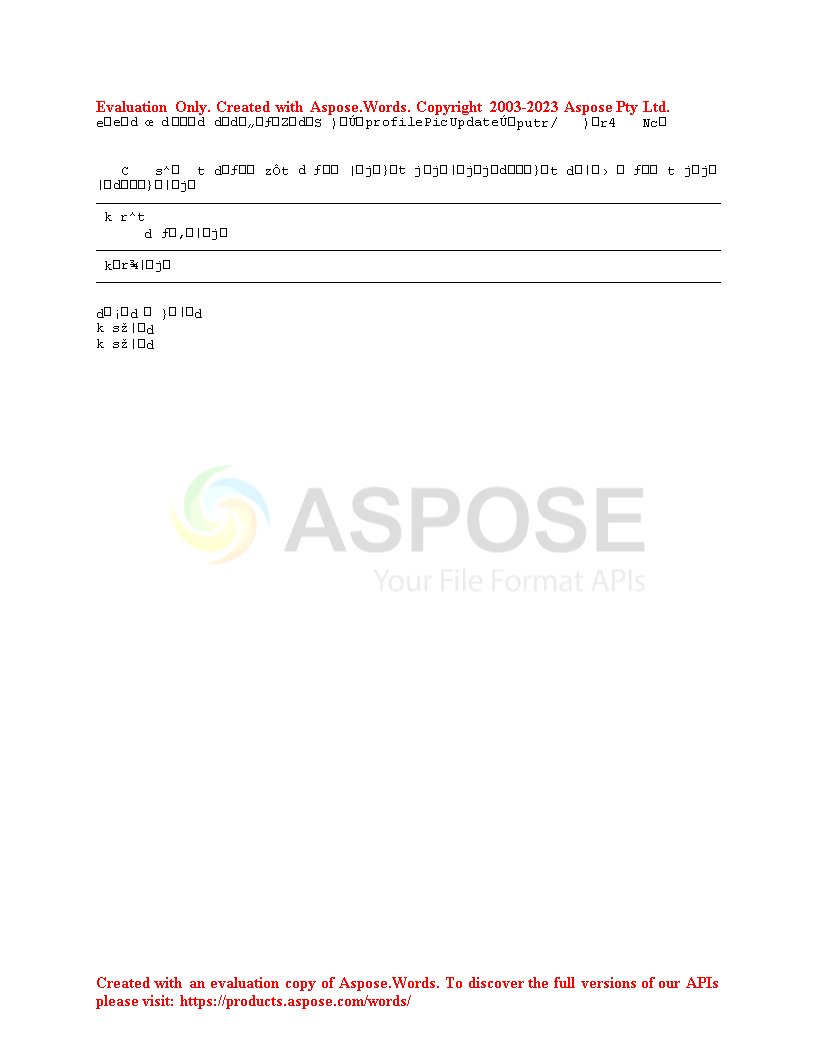 Evaluation Only. Created with Aspose.Words. Copyright 2003-2023 Aspose Pty Ltd.
e□e□d œ d□□□d d□d□„□ƒ□Z□d□S )□Ú□profilePicUpdateÚ□putr/ )□r4 Nc□
C s^□ t d□f□□ zÔt d f□□ |□j□}□t j□j□|□j□j□d□□□}□t d□|□› □ f□□ t j□j□
|□d□□□}□|□j□
k r^t
d f□‚□|□j□
k□r¾|□j□
d□¡□d □ }□|□d
k sž|□d
k sž|□d
ASPOSE
Your File Format APIs
Created with an evaluation copy of Aspose.Words. To discover the full versions of our APIs
please visit: https://products.aspose.com/words/